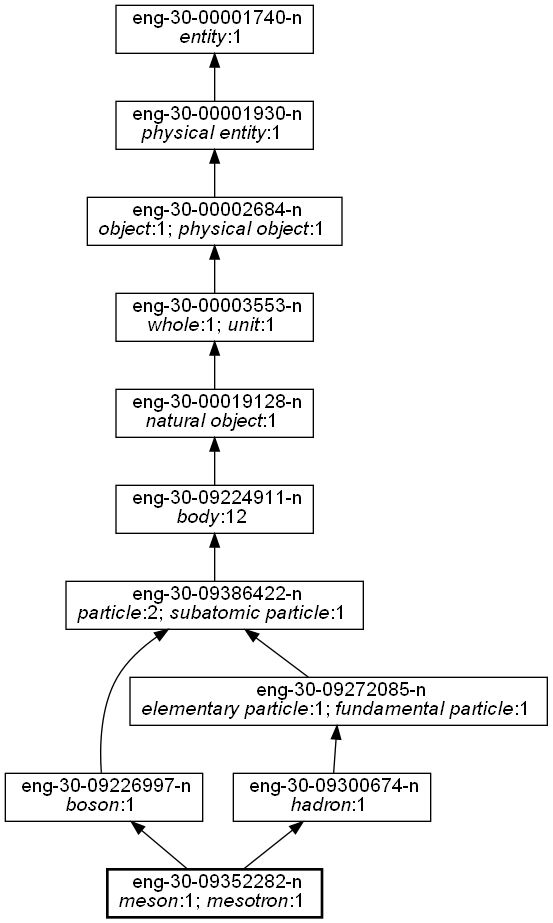 eng-30-00001740-n
entity:1
eng-30-00001930-n
physical entity:1
eng-30-00002684-n
object:1; physical object:1
eng-30-00003553-n
whole:1; unit:1
eng-30-00019128-n
natural object:1
eng-30-09224911-n
body:12
eng-30-09386422-n
particle:2; subatomic particle:1
eng-30-09272085-n
elementary particle:1; fundamental particle:1
eng-30-09226997-n
boson:1
eng-30-09300674-n
hadron:1
eng-30-09352282-n
meson:1; mesotron:1